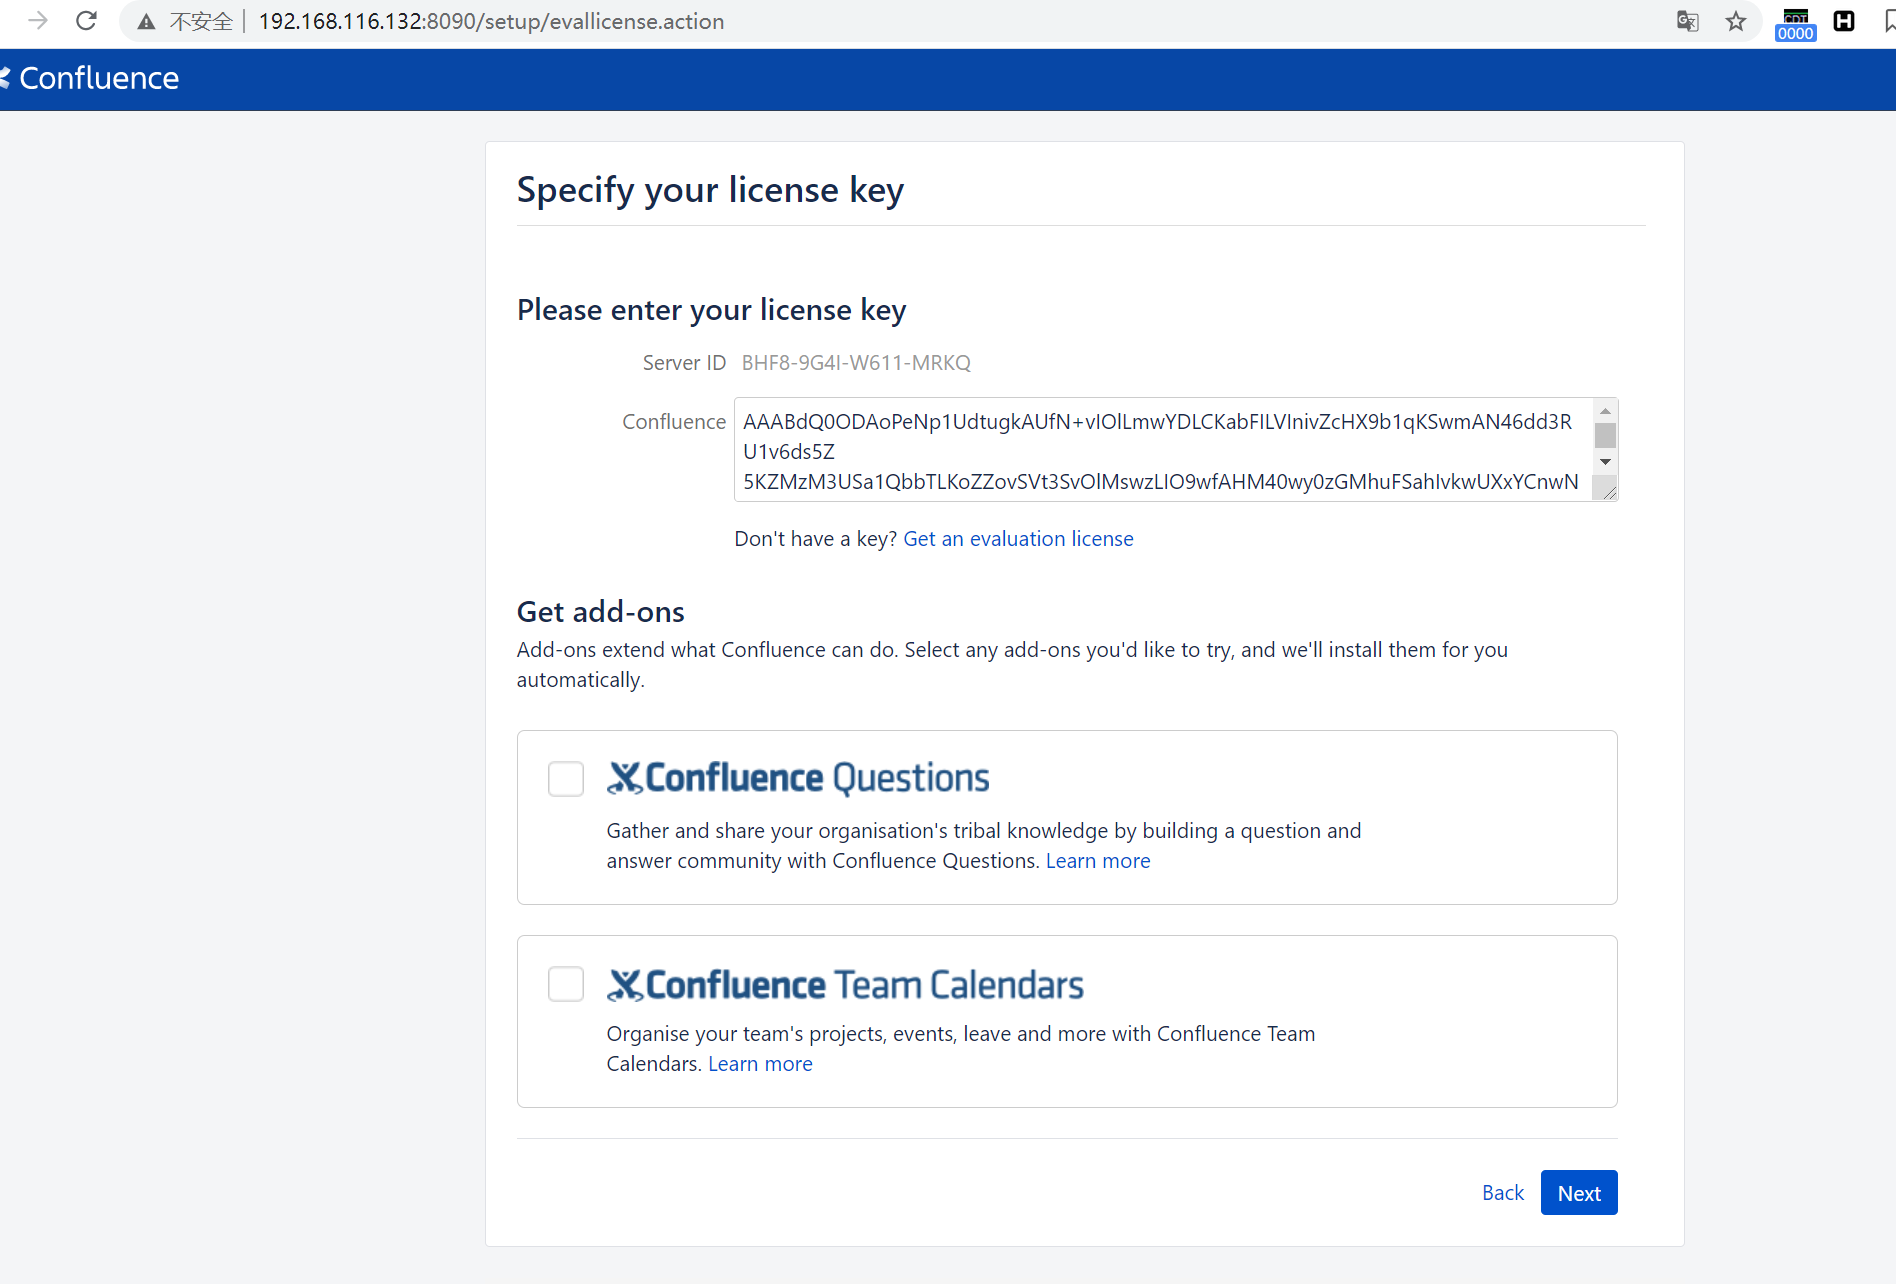 不安全 192.168.116.132:8090/setup/evallicense.action
CDT
0000
H
Confluence
Specify your license key
Please enter your license key
Server ID BHF8-9G4I-W611-MRKQ
Confluence AAABdQ0ODAoPeNp1UdtugkAUfN+vIOlLmwYDLCKabFILVInivZcHX9b1qKSwmAN46dd3R
U1v6ds5Z
5KZMzM3USa1QbbTLKoZZovSVt3SvOlMswzLIO9wfAHM40wy0zGMhuFSahIvkwUXxYCnwN
Don't have a key? Get an evaluation license
Get add-ons
Add-ons extend what Confluence can do. Select any add-ons you'd like to try, and we'll install them for you
automatically.
Confluence Questions
Gather and share your organisation's tribal knowledge by building a question and
answer community with Confluence Questions. Learn more
Confluence Team Calendars
Organise your team's projects, events, leave and more with Confluence Team
Calendars. Learn more
Back Next